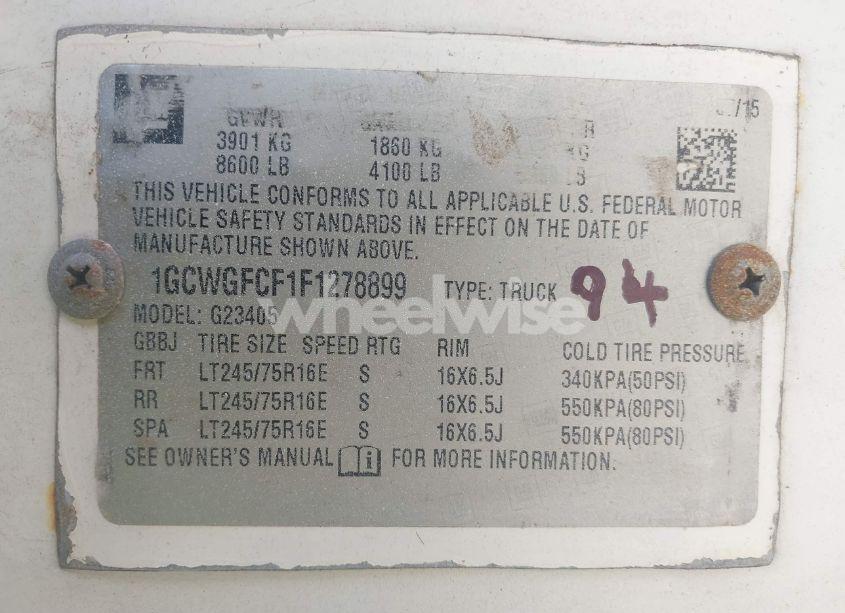 GVWR
3901 KG 1860 KG KG
8600 LB 4100 LB
/15
THIS VEHICLE CONFORMS TO ALL APPLICABLE U.S. FEDERAL MOTOR
VEHICLE SAFETY STANDARDS IN EFFECT ON THE DATE OF
MANUFACTURE SHOWN ABOVE.
1GCWGFCF1F1278899 TYPE: TRUCK 94
MODEL: G23405
wheelwise
GBBJ TIRE SIZE SPEED RTG RIM COLD TIRE PRESSURE
FRT LT245/75R16E S 16X6.5J 340KPA(50PSI)
RR LT245/75R16E S 16X6.5J 550KPA(80PSI)
SPA LT245/75R16E S 16X6.5J 550KPA(80PSI)
SEE OWNER'S MANUAL FOR MORE INFORMATION.